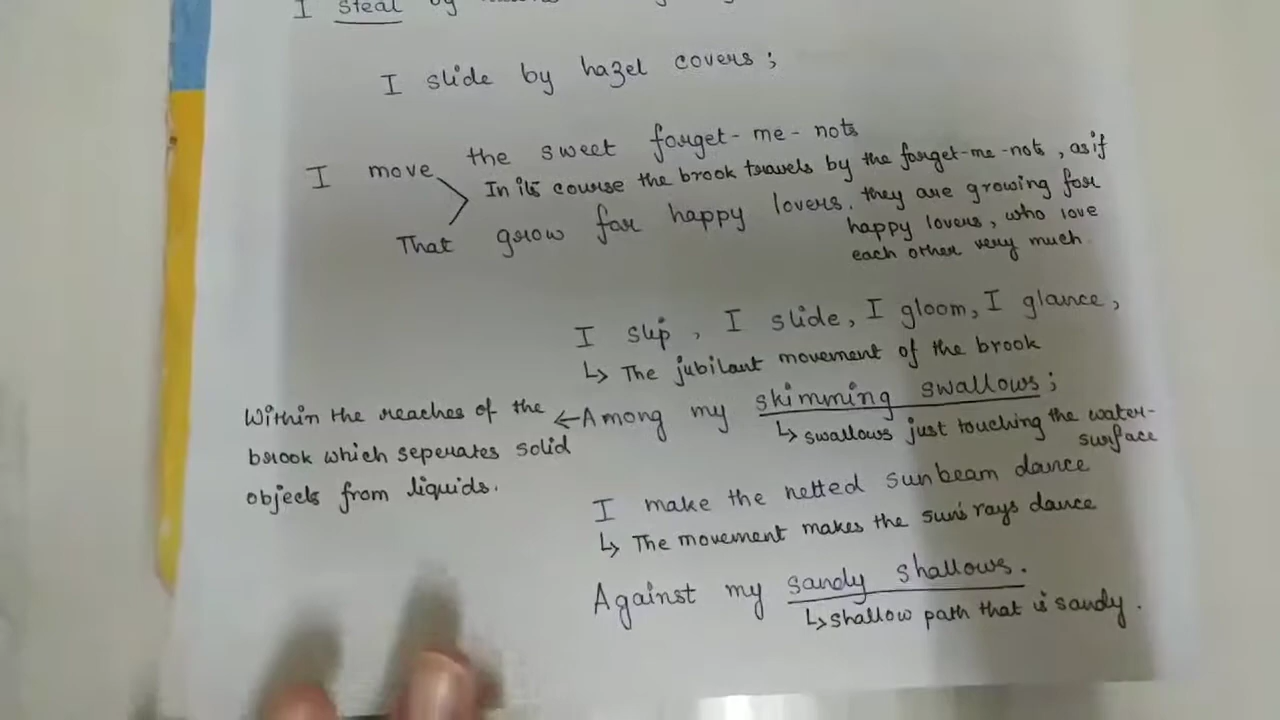 I steal by
I slide by hazel covers ;
I move the sweet forget-me-nots
In its course the brook travels by the forget-me-nots, as if
That grow for happy lovers. they are growing for
happy lovers, who love
each other very much
I slip, I slide, I gloom, I glance,
↳ The jubilant movement of the brook
Among my skimming swallows;
↳ swallows just touching the water-
surface
Within the reaches of the
brook which seperates solid
objects from liquids.
I make the netted sunbeam dance
↳ The movement makes the sun's rays dance
Against my sandy shallows.
↳ shallow path that is sandy.